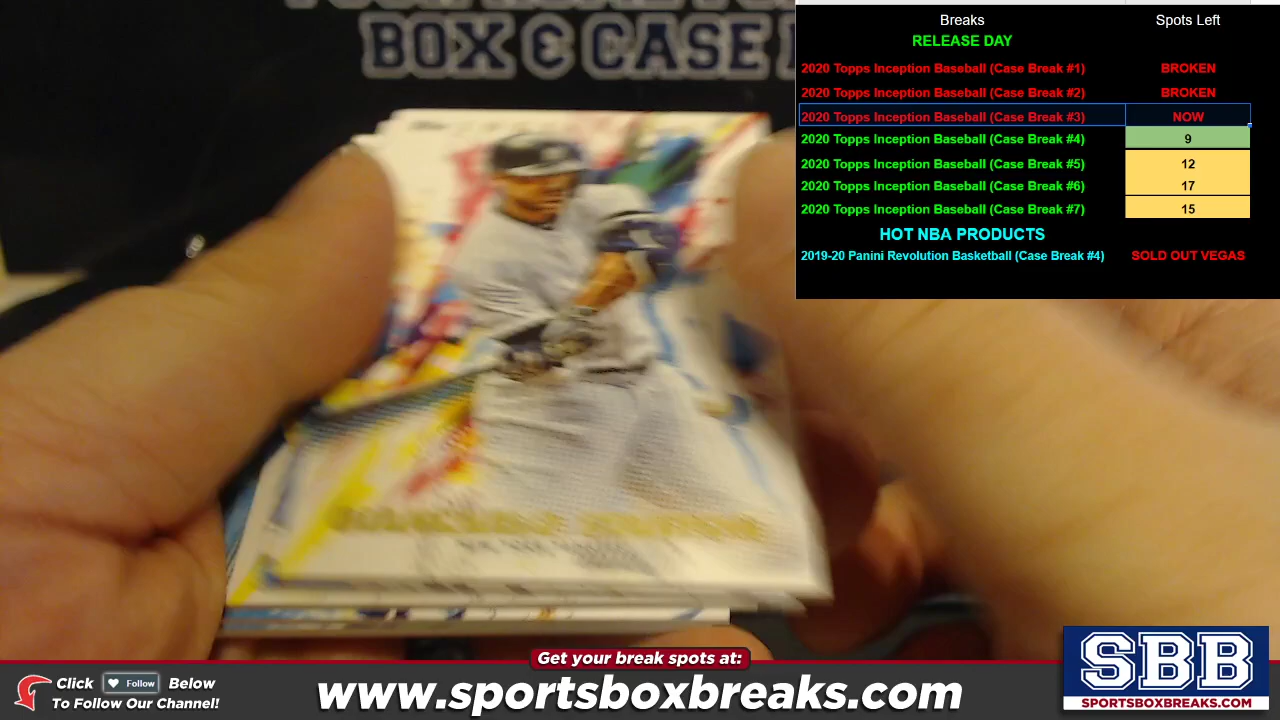 BOX & CASE
Breaks Spots Left
RELEASE DAY
2020 Topps Inception Baseball (Case Break #1) BROKEN
2020 Topps Inception Baseball (Case Break #2) BROKEN
2020 Topps Inception Baseball (Case Break #3) NOW
2020 Topps Inception Baseball (Case Break #4) 9
2020 Topps Inception Baseball (Case Break #5) 12
2020 Topps Inception Baseball (Case Break #6) 17
2020 Topps Inception Baseball (Case Break #7) 15
HOT NBA PRODUCTS
2019-20 Panini Revolution Basketball (Case Break #4) SOLD OUT VEGAS
Get your break spots at:
Click Follow Below
To Follow Our Channel!
www.sportsboxbreaks.com
SBB
SPORTSBOXBREAKS.COM